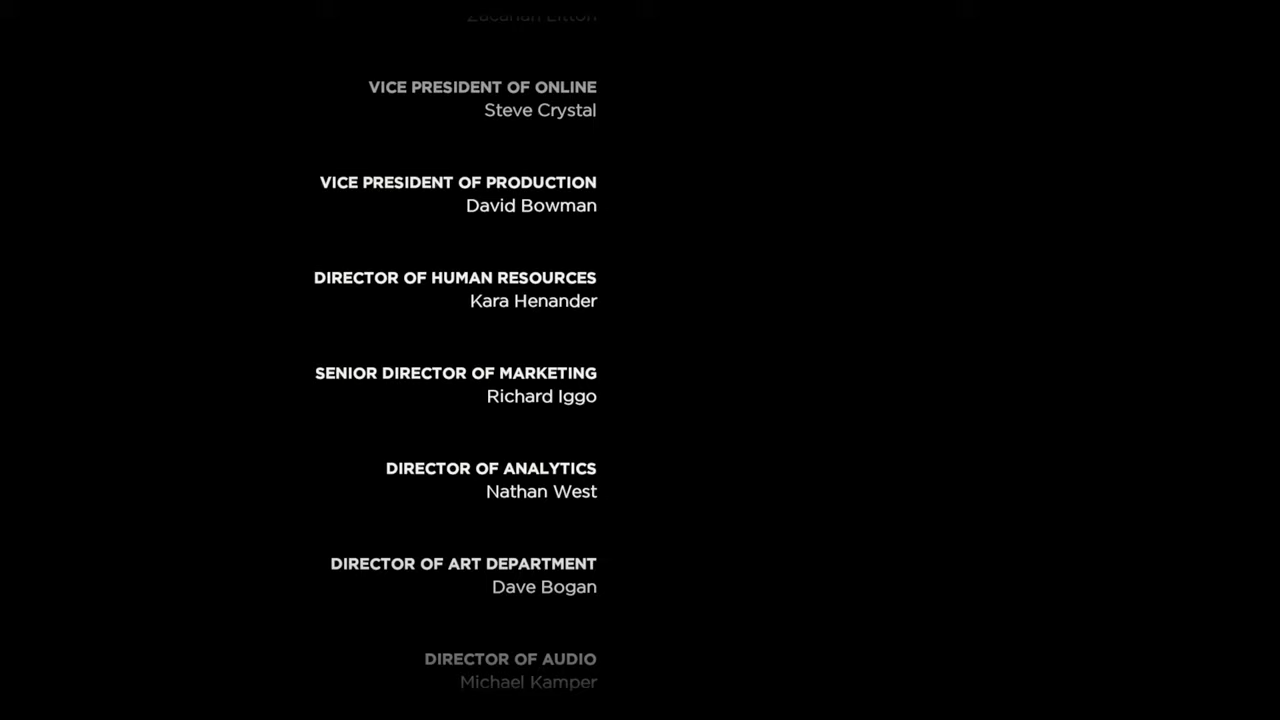 VICE PRESIDENT OF ONLINE
Steve Crystal
VICE PRESIDENT OF PRODUCTION
David Bowman
DIRECTOR OF HUMAN RESOURCES
Kara Henander
SENIOR DIRECTOR OF MARKETING
Richard Iggo
DIRECTOR OF ANALYTICS
Nathan West
DIRECTOR OF ART DEPARTMENT
Dave Bogan
DIRECTOR OF AUDIO
Michael Kamper